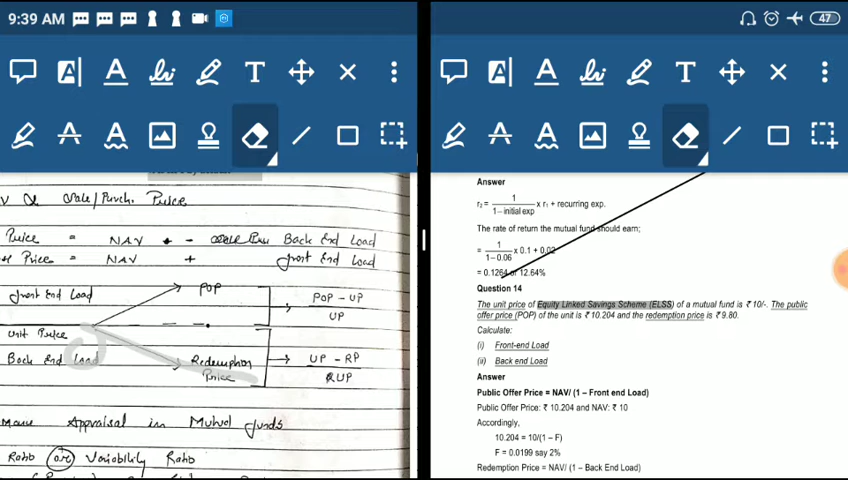 9:39 AM
47
V & Sale/Purch. Price
Price = NAV - Back End Load
Price = NAV + front End Load
front End Load
POP
POP - UP
UP
Unit Price
Back End Load
Redemption
Price
UP - RP
UP
Appraisal in Mutual funds
Ratio or Variability Ratio
Answer
r₂ = 1 / 1– initial exp x r₁ + recurring exp.
The rate of return the mutual fund should earn;
= 1 / 1– 0.06 x 0.1 + 0.02
= 0.1264 or 12.64%
Question 14
The unit price of Equity Linked Savings Scheme (ELSS) of a mutual fund is ₹ 10/-. The public
offer price (POP) of the unit is ₹ 10.204 and the redemption price is ₹ 9.80.
Calculate:
(i) Front-end Load
(ii) Back end Load
Answer
Public Offer Price = NAV/ (1 – Front end Load)
Public Offer Price: ₹ 10.204 and NAV: ₹ 10
Accordingly,
10.204 = 10/(1 – F)
F = 0.0199 say 2%
Redemption Price = NAV/ (1 – Back End Load)